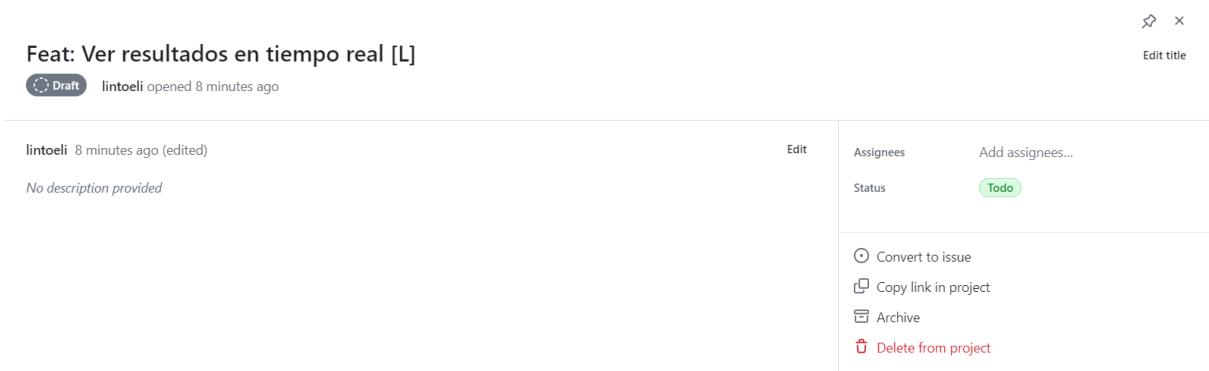 Feat: Ver resultados en tiempo real [L]
Edit title
Draft
lintoeli opened 8 minutes ago
lintoeli 8 minutes ago (edited)
Edit
No description provided
Assignees
Add assignees...
Status
Todo
Convert to issue
Copy link in project
Archive
Delete from project